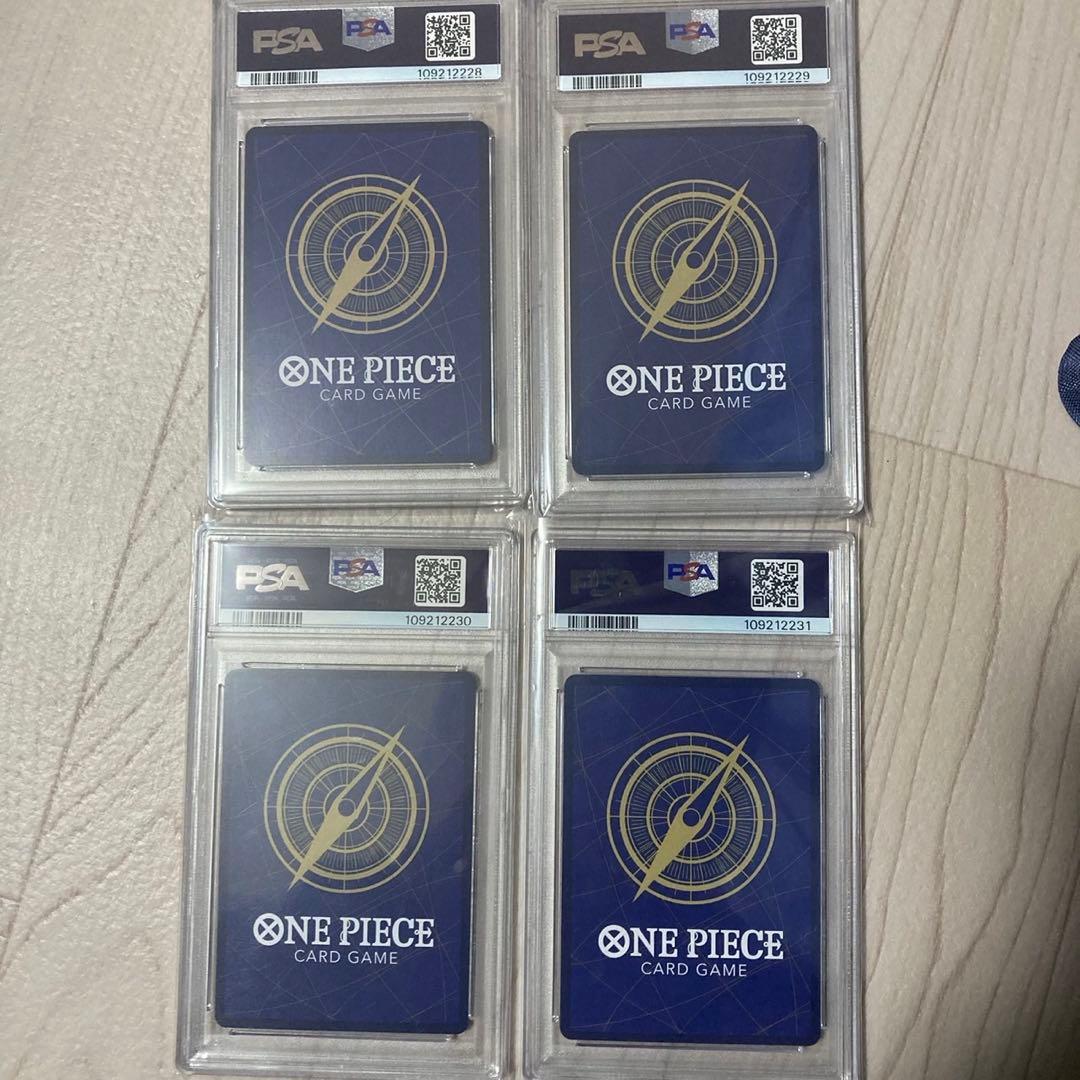 PSA PSA
109212228
ONE PIECE
CARD GAME
PSA PSA
109212229
ONE PIECE
CARD GAME
PSA PSA
109212230
ONE PIECE
CARD GAME
PSA PSA
109212231
ONE PIECE
CARD GAME